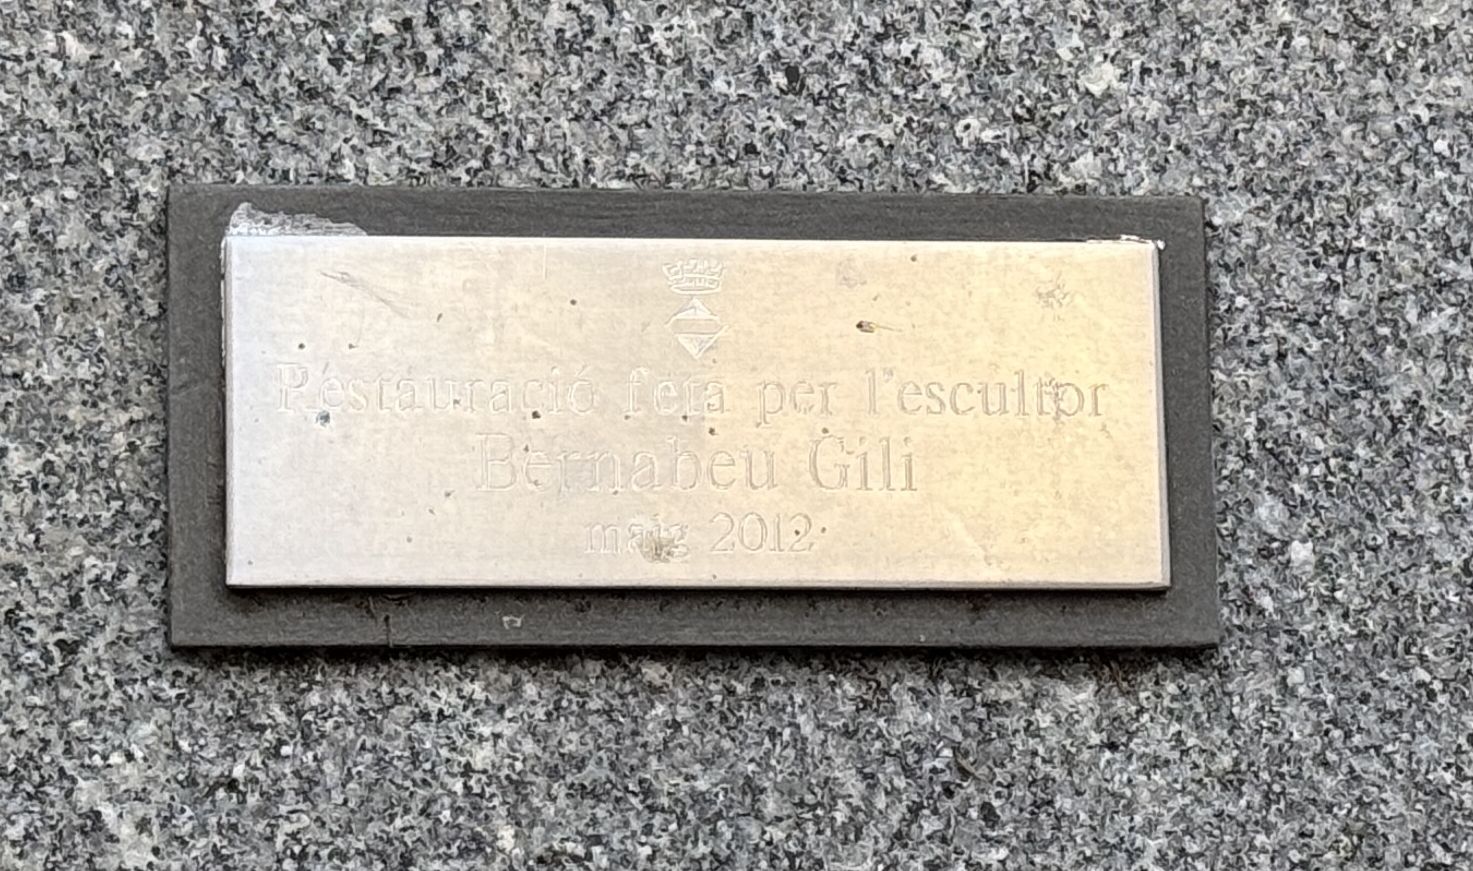 Restauració feta per l'escultor
Bernabeu Gili
maig 2012